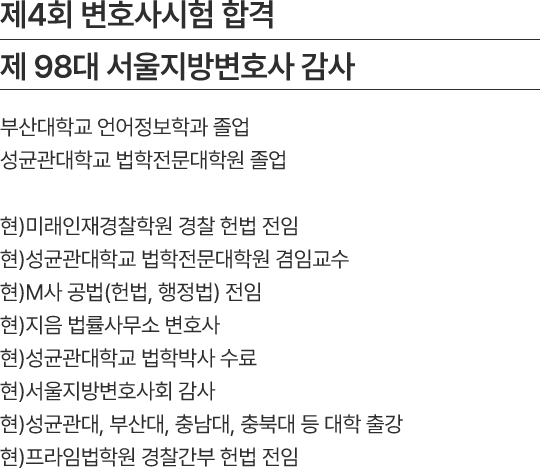 제4회 변호사시험 합격
제 98대 서울지방변호사 감사
부산대학교 언어정보학과 졸업
성균관대학교 법학전문대학원 졸업
현)미래인재경찰학원 경찰 헌법 전임
현)성균관대학교 법학전문대학원 겸임교수
현)M사 공법(헌법, 행정법) 전임
현)지음 법률사무소 변호사
현)성균관대학교 법학박사 수료
현)서울지방변호사회 감사
현)성균관대, 부산대, 충남대, 충북대 등 대학 출강
현)프라임법학원 경찰간부 헌법 전임